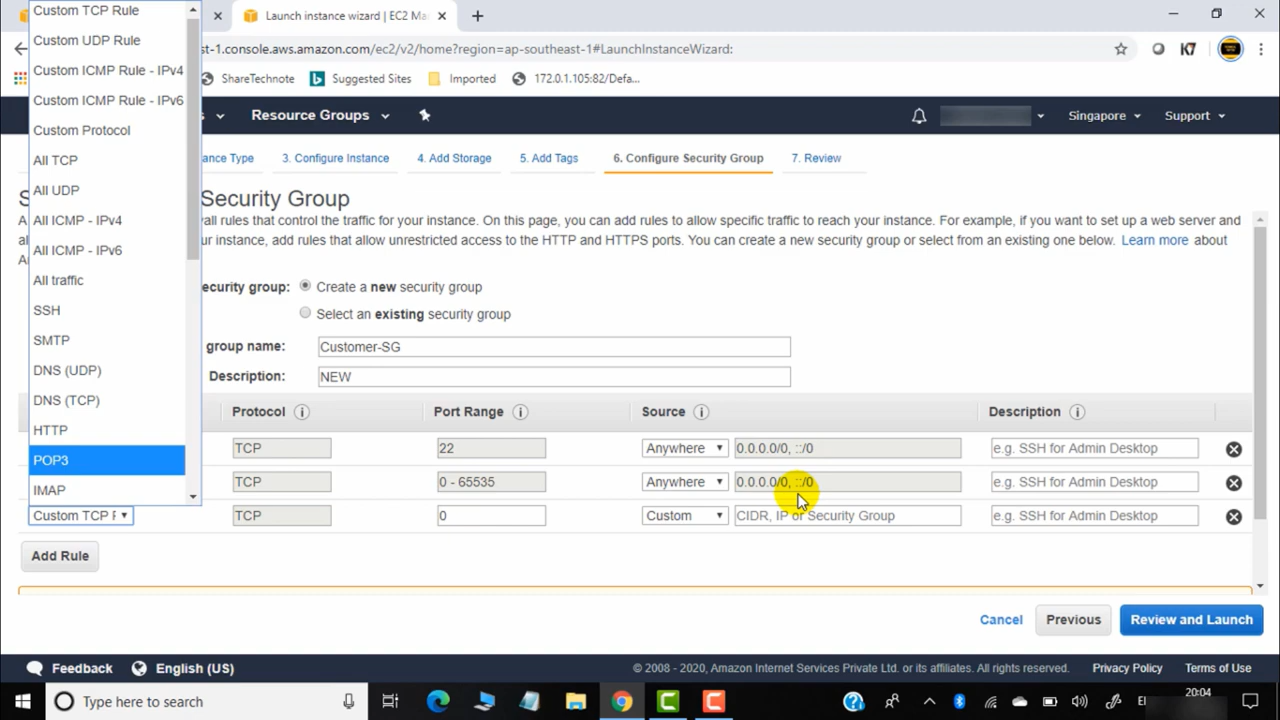 Launch instance wizard | EC2 Ma
st-1.console.aws.amazon.com/ec2/v2/home?region=ap-southeast-1#LaunchInstanceWizard:
K7
ShareTechnote
Suggested Sites
Imported
172.0.1.105:82/Defa...
Resource Groups
Singapore
Support
ance Type
3. Configure Instance
4. Add Storage
5. Add Tags
6. Configure Security Group
7. Review
Custom TCP Rule
Custom UDP Rule
Custom ICMP Rule - IPv4
Custom ICMP Rule - IPv6
Custom Protocol
All TCP
All UDP
All ICMP - IPv4
All ICMP - IPv6
All traffic
SSH
SMTP
DNS (UDP)
DNS (TCP)
HTTP
POP3
IMAP
Security Group
wall rules that control the traffic for your instance. On this page, you can add rules to allow specific traffic to reach your instance. For example, if you want to set up a web server and
our instance, add rules that allow unrestricted access to the HTTP and HTTPS ports. You can create a new security group or select from an existing one below. Learn more about
ecurity group: Create a new security group
Select an existing security group
group name: Customer-SG
Description: NEW
Protocol Port Range Source Description
TCP 22 Anywhere 0.0.0.0/0, ::/0 e.g. SSH for Admin Desktop
TCP 0 - 65535 Anywhere 0.0.0.0/0, ::/0 e.g. SSH for Admin Desktop
Custom TCP F TCP 0 Custom CIDR, IP or Security Group e.g. SSH for Admin Desktop
Add Rule
Cancel
Previous
Review and Launch
Feedback
English (US)
© 2008 - 2020, Amazon Internet Services Private Ltd. or its affiliates. All rights reserved.
Privacy Policy
Terms of Use
Type here to search
20:04